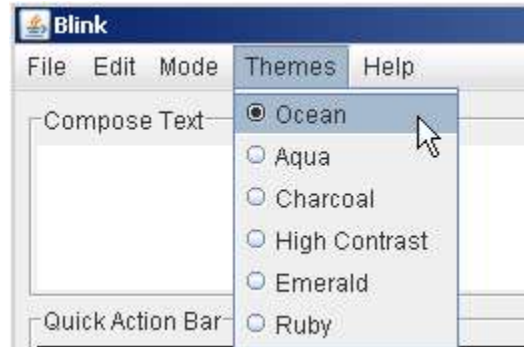 Blink
File Edit Mode Themes Help
Compose Text
Ocean
Aqua
Charcoal
High Contrast
Emerald
Quick Action Bar
Ruby